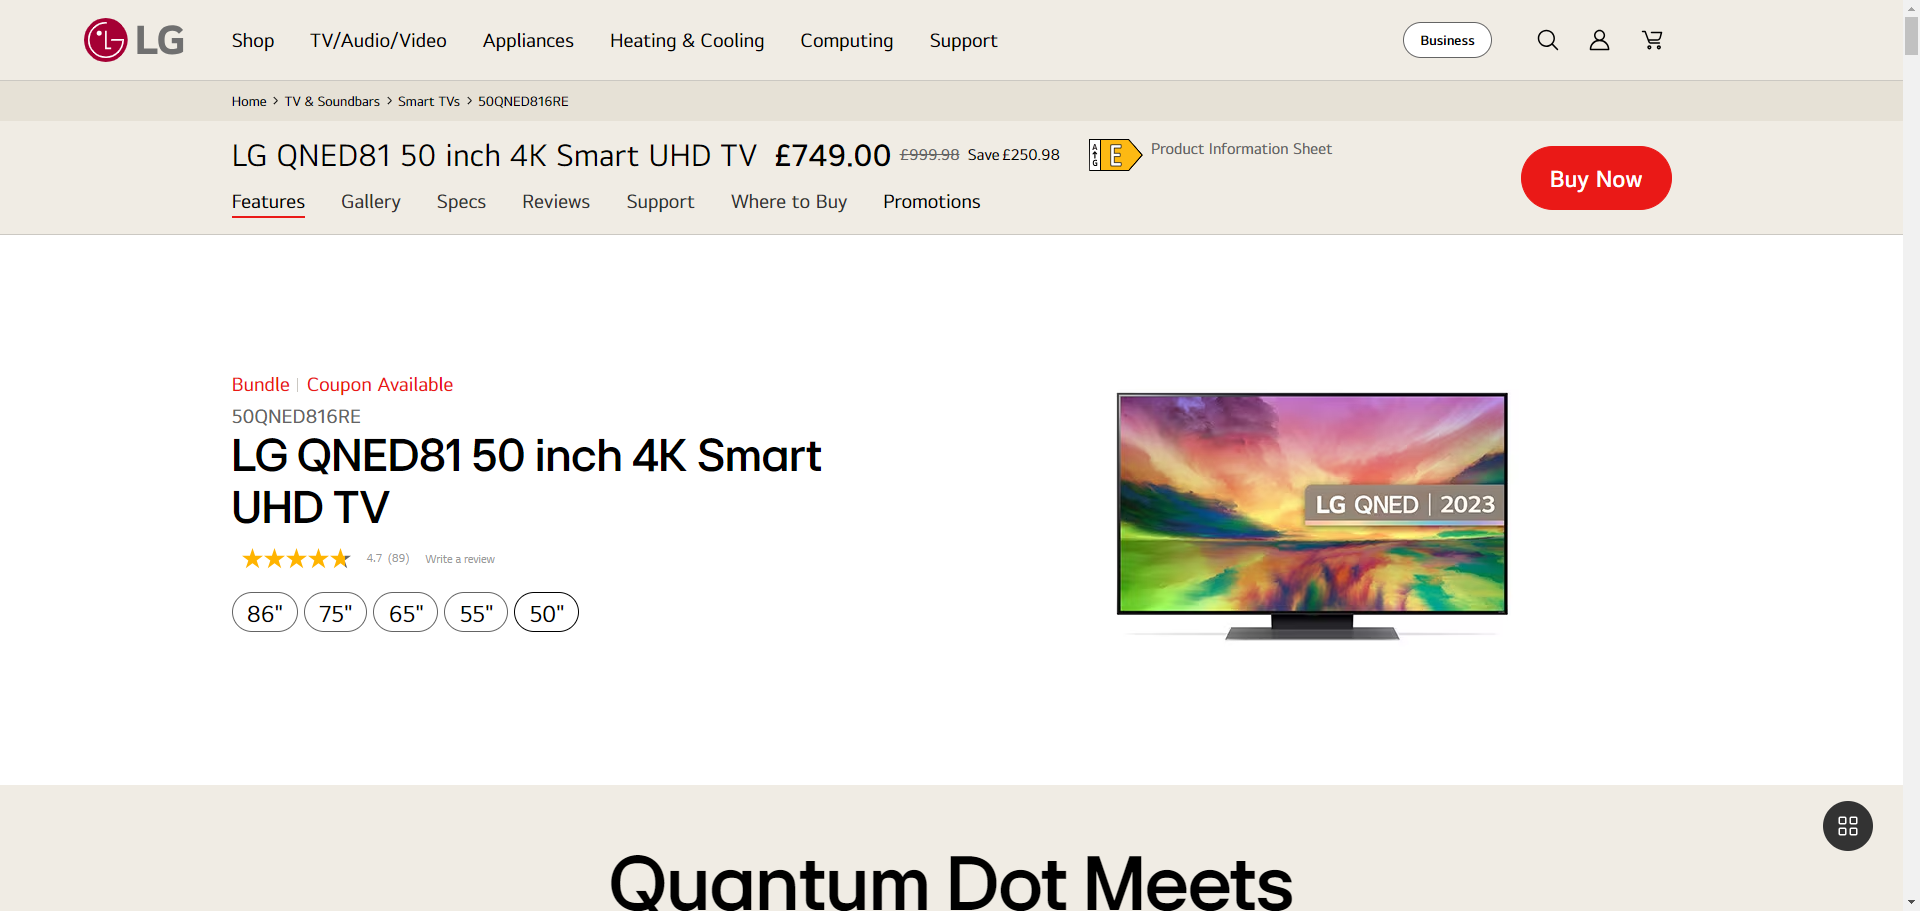 LG
Shop
TV/Audio/Video
Appliances
Heating & Cooling
Computing
Support
Business
Home > TV & Soundbars > Smart TVs > 50QNED816RE
LG QNED81 50 inch 4K Smart UHD TV £749.00 £999.98 Save £250.98
A
G
E
Product Information Sheet
Features
Gallery
Specs
Reviews
Support
Where to Buy
Promotions
Buy Now
Bundle | Coupon Available
50QNED816RE
LG QNED81 50 inch 4K Smart
UHD TV
4.7 (89) Write a review
86" 75" 65" 55" 50"
LG QNED | 2023
Quantum Dot Meets